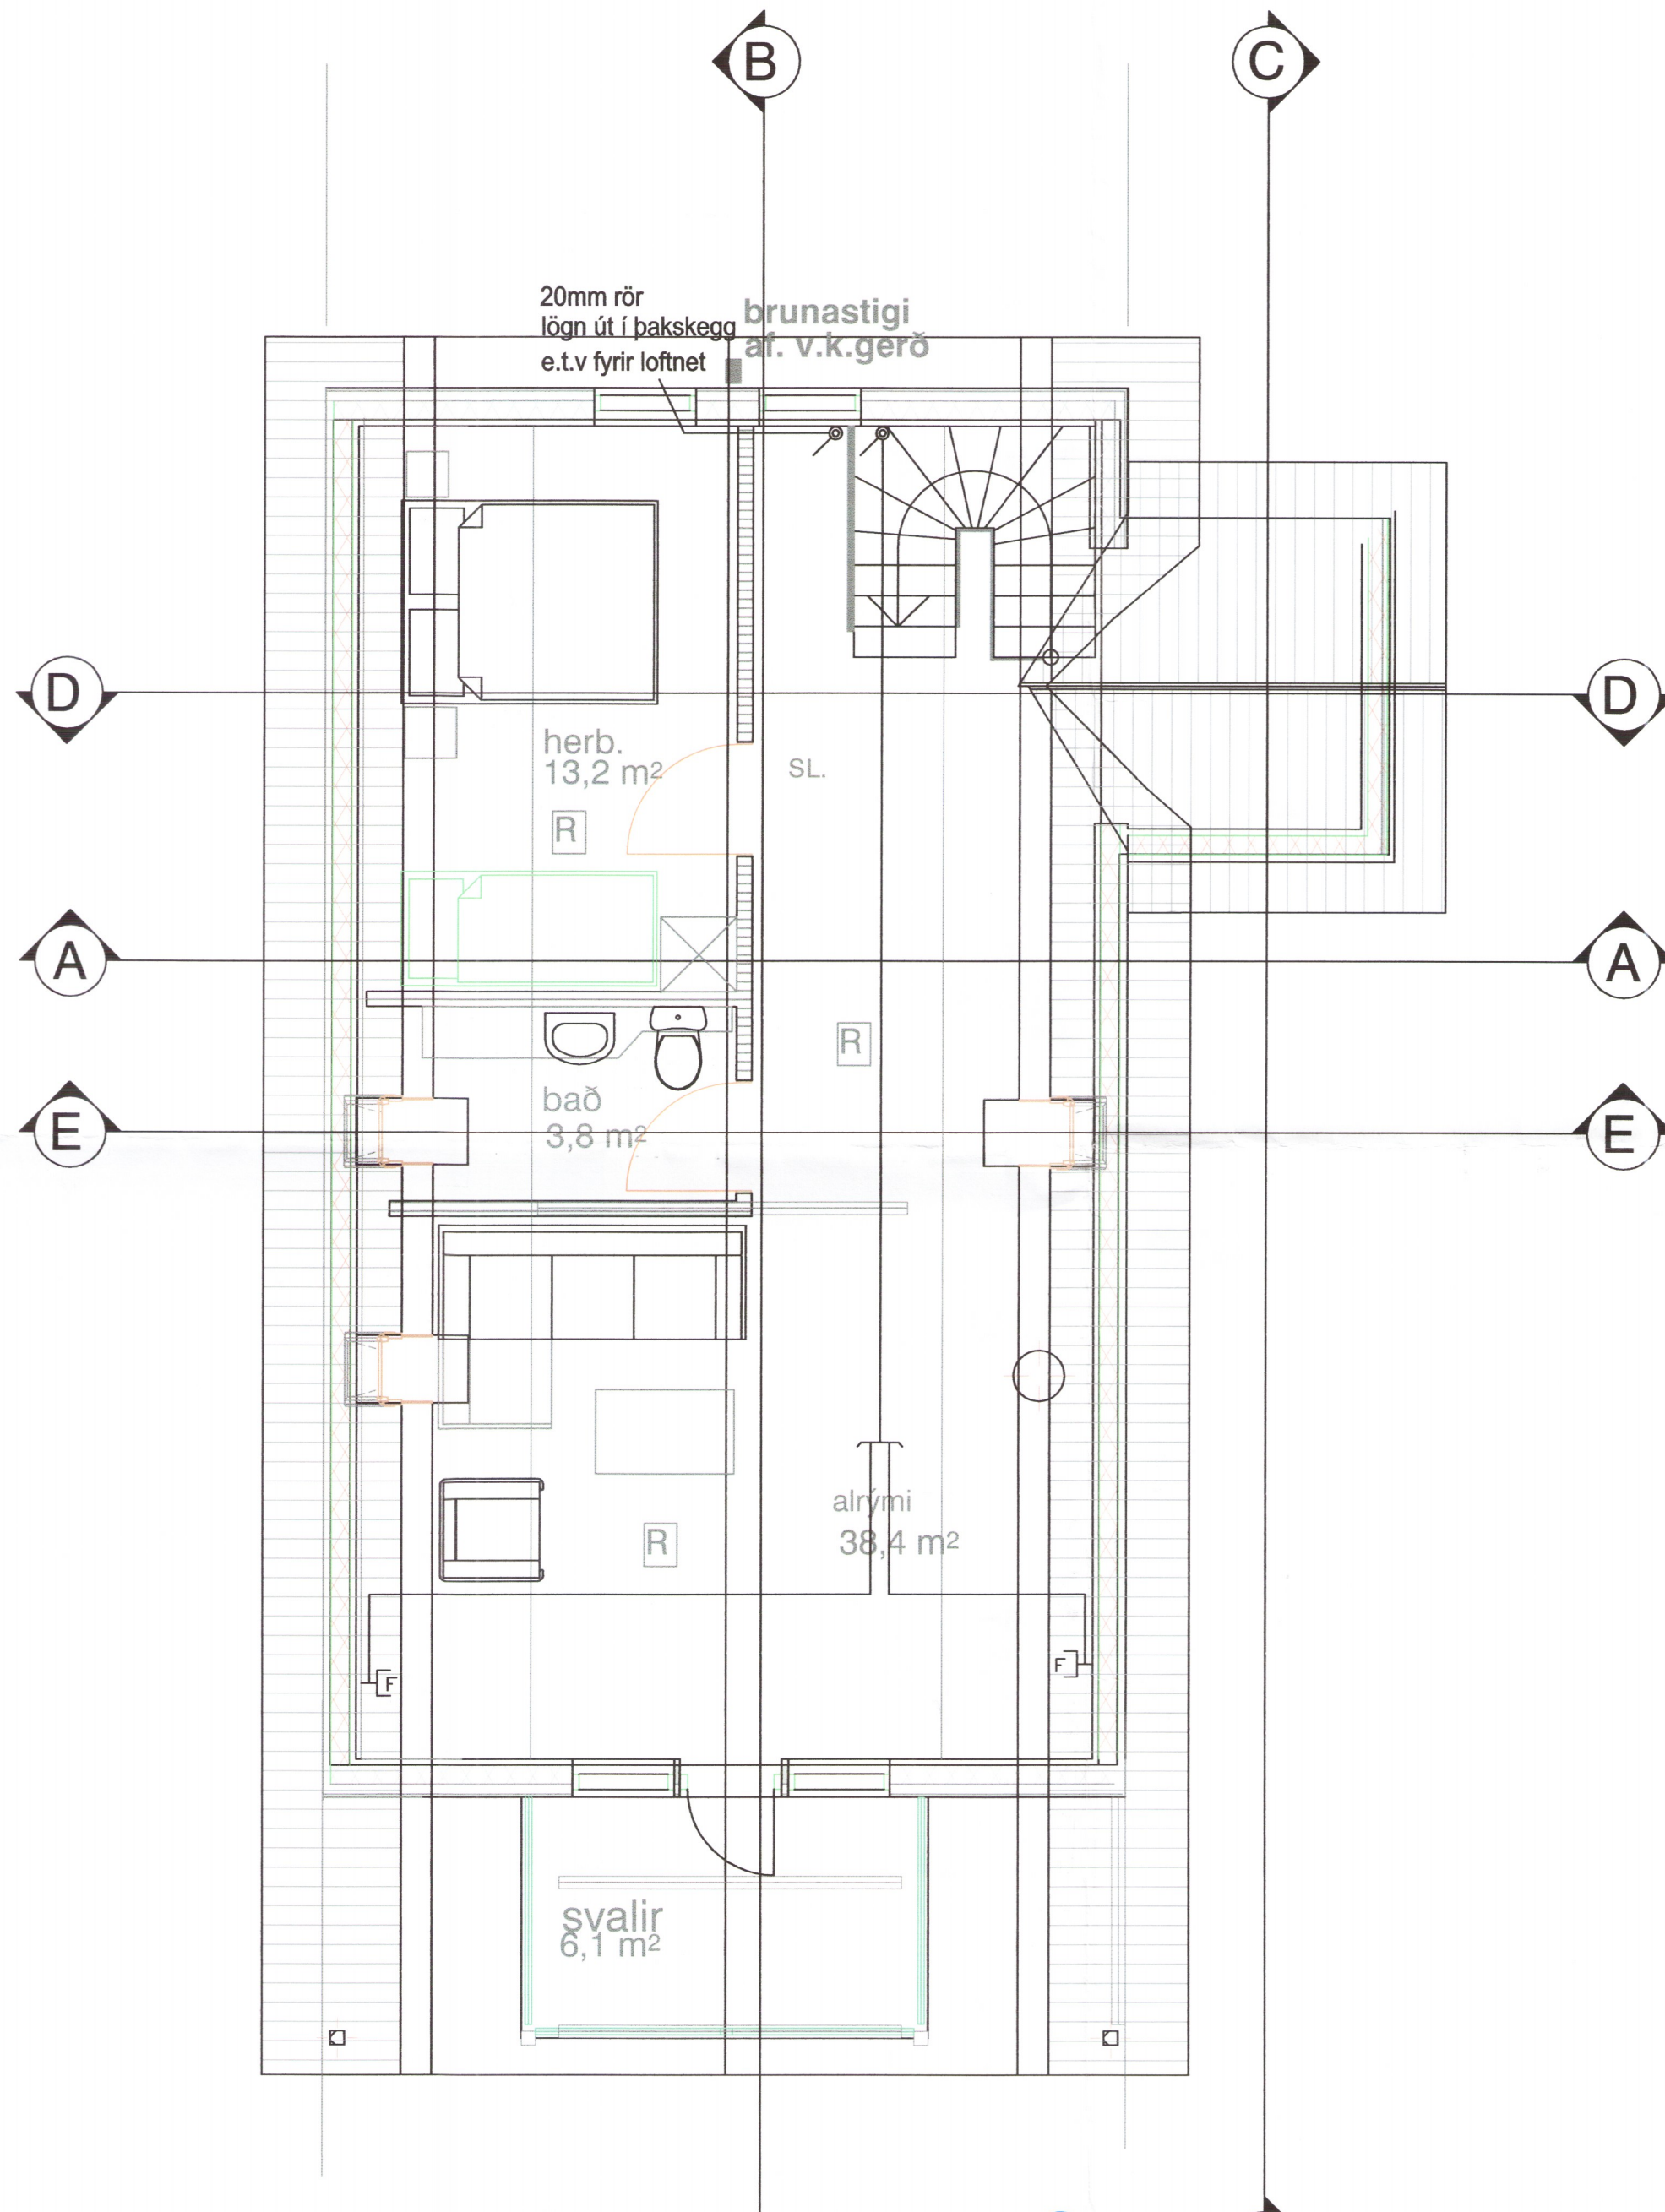 B
C
20mm rör
lögn út í þakskegg
e.t.v fyrir loftnet
brunastigi
af. v.k.gerð
D
D
herb.
13,2 m²
SL.
R
A
A
R
E
E
bað
3,8 m²
alrými
38,4 m²
R
F
F
svalir
6,1 m²